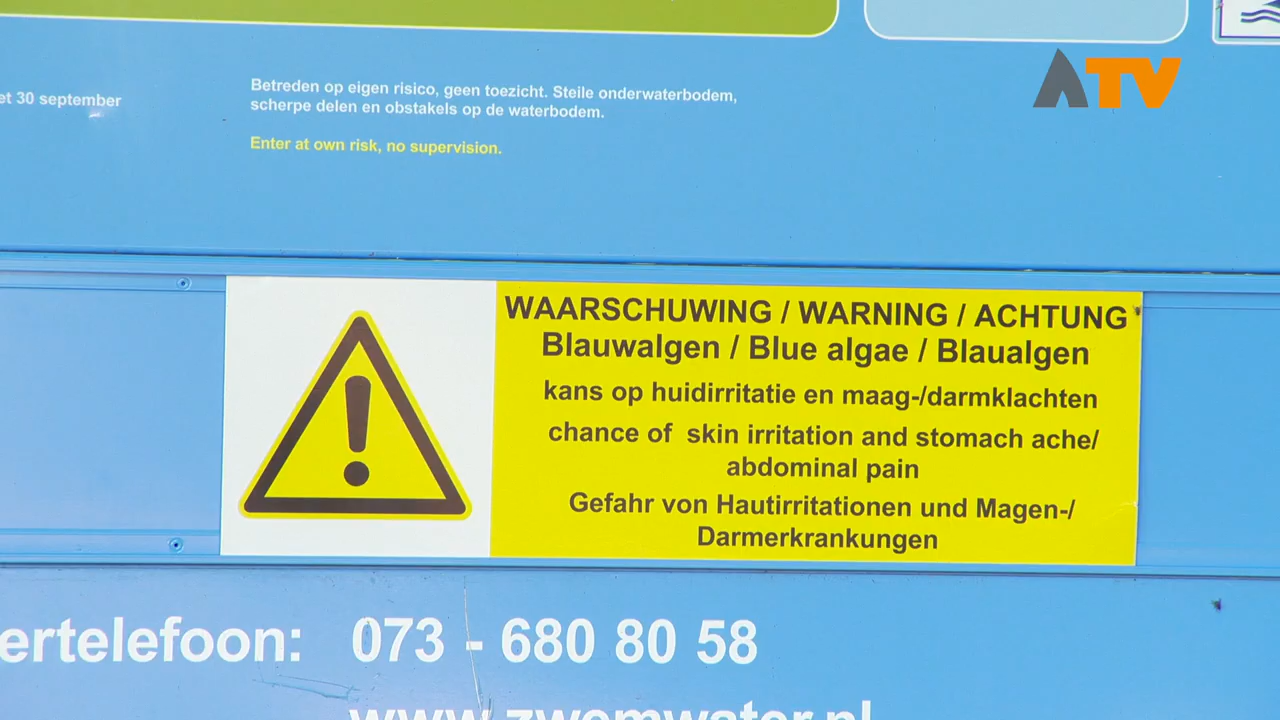 et 30 september
Betreden op eigen risico, geen toezicht. Steile onderwaterbodem,
scherpe delen en obstakels op de waterbodem.
Enter at own risk, no supervision.
ATV
WAARSCHUWING / WARNING / ACHTUNG
Blauwalgen / Blue algae / Blaualgen
kans op huidirritatie en maag-/darmklachten
chance of skin irritation and stomach ache/
abdominal pain
Gefahr von Hautirritationen und Magen-/
Darmerkrankungen
ertelefoon: 073 - 680 80 58
www.zwemwater.nl